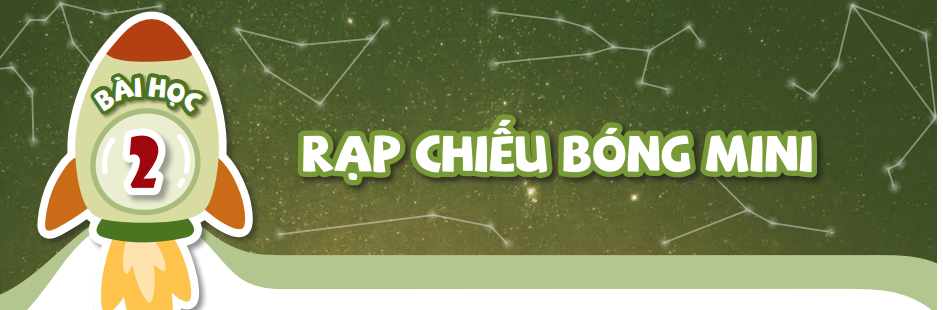 BÀI HỌC
2
RẠP CHIẾU BÓNG MINI